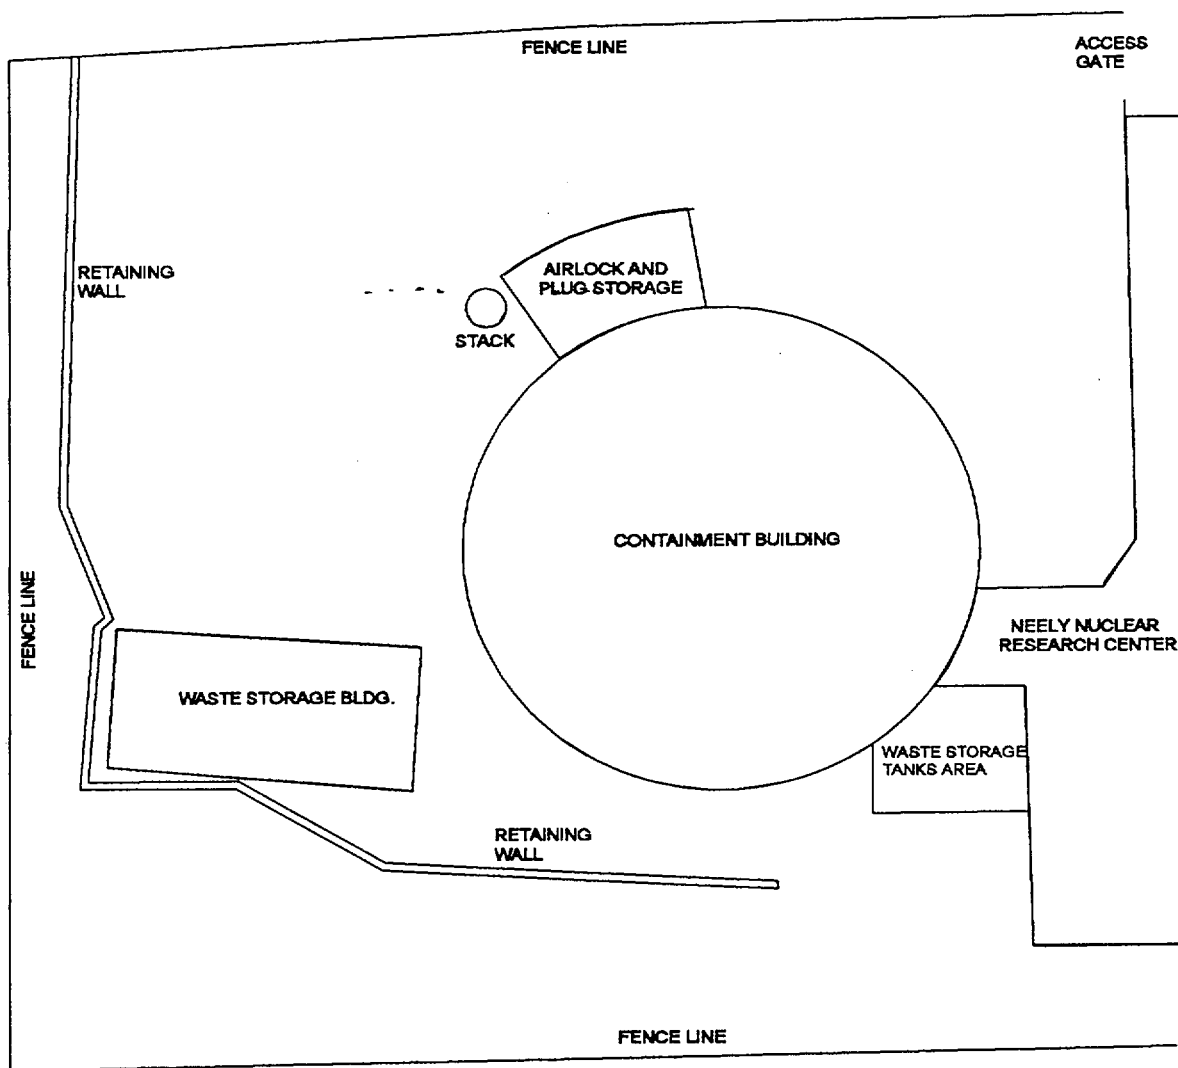 FENCE LINE
ACCESS
GATE
RETAINING
WALL
AIRLOCK AND
PLUG STORAGE
STACK
CONTAINMENT BUILDING
FENCE LINE
NEELY NUCLEAR
RESEARCH CENTER
WASTE STORAGE BLDG.
WASTE STORAGE
TANKS AREA
RETAINING
WALL
FENCE LINE